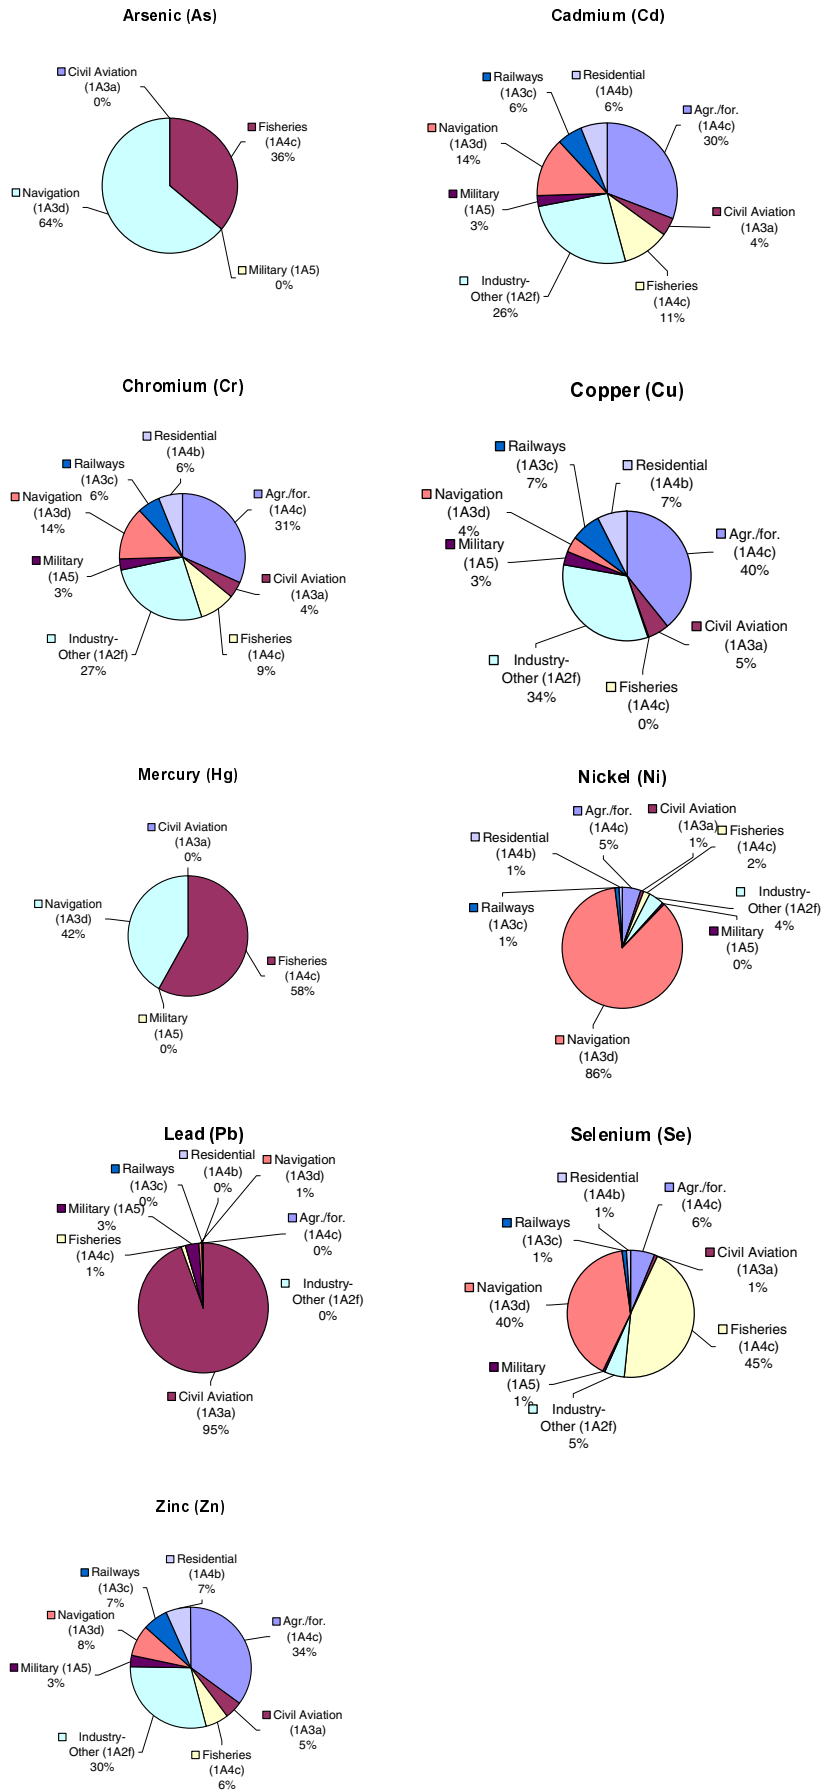 Arsenic (As)
Civil Aviation
(1A3a)
0%
Fisheries
(1A4c)
36%
Navigation
(1A3d)
64%
Military (1A5)
0%
Cadmium (Cd)
Residential
(1A4b)
6%
Railways
(1A3c)
6%
Agr./for.
(1A4c)
30%
Navigation
(1A3d)
14%
Military
(1A5)
3%
Civil Aviation
(1A3a)
4%
Industry-
Other (1A2f)
26%
Fisheries
(1A4c)
11%
Chromium (Cr)
Residential
(1A4b)
6%
Railways
(1A3c)
6%
Navigation
(1A3d)
14%
Agr./for.
(1A4c)
31%
Military
(1A5)
3%
Civil Aviation
(1A3a)
4%
Industry-
Other (1A2f)
27%
Fisheries
(1A4c)
9%
Copper (Cu)
Railways
(1A3c)
7%
Residential
(1A4b)
7%
Navigation
(1A3d)
4%
Military
(1A5)
3%
Agr./for.
(1A4c)
40%
Civil Aviation
(1A3a)
5%
Industry-
Other (1A2f)
34%
Fisheries
(1A4c)
0%
Mercury (Hg)
Civil Aviation
(1A3a)
0%
Navigation
(1A3d)
42%
Fisheries
(1A4c)
58%
Military
(1A5)
0%
Nickel (Ni)
Agr./for.
(1A4c)
5%
Civil Aviation
(1A3a)
1%
Fisheries
(1A4c)
2%
Residential
(1A4b)
1%
Industry-
Other (1A2f)
4%
Railways
(1A3c)
1%
Military
(1A5)
0%
Navigation
(1A3d)
86%
Lead (Pb)
Residential
(1A4b)
0%
Navigation
(1A3d)
1%
Railways
(1A3c)
0%
Military (1A5)
3%
Agr./for.
(1A4c)
0%
Fisheries
(1A4c)
1%
Industry-
Other (1A2f)
0%
Civil Aviation
(1A3a)
95%
Selenium (Se)
Residential
(1A4b)
1%
Agr./for.
(1A4c)
6%
Railways
(1A3c)
1%
Civil Aviation
(1A3a)
1%
Navigation
(1A3d)
40%
Fisheries
(1A4c)
45%
Military
(1A5)
1%
Industry-
Other (1A2f)
5%
Zinc (Zn)
Residential
(1A4b)
7%
Railways
(1A3c)
7%
Navigation
(1A3d)
8%
Agr./for.
(1A4c)
34%
Military (1A5)
3%
Civil Aviation
(1A3a)
5%
Industry-
Other (1A2f)
30%
Fisheries
(1A4c)
6%